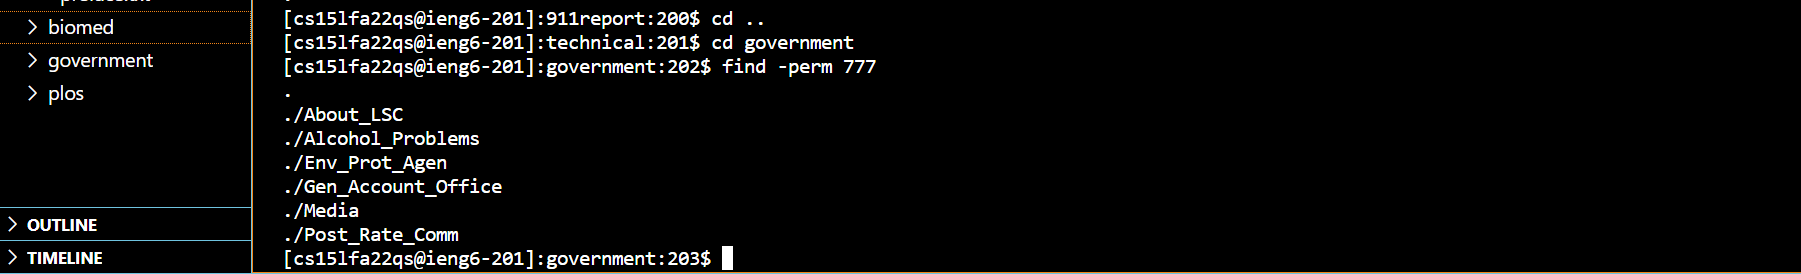 biomed
government
plos
OUTLINE
TIMELINE
[cs15lfa22qs@ieng6-201]:911report:200$ cd ..
[cs15lfa22qs@ieng6-201]:technical:201$ cd government
[cs15lfa22qs@ieng6-201]:government:202$ find -perm 777
.
./About_LSC
./Alcohol_Problems
./Env_Prot_Agen
./Gen_Account_Office
./Media
./Post_Rate_Comm
[cs15lfa22qs@ieng6-201]:government:203$